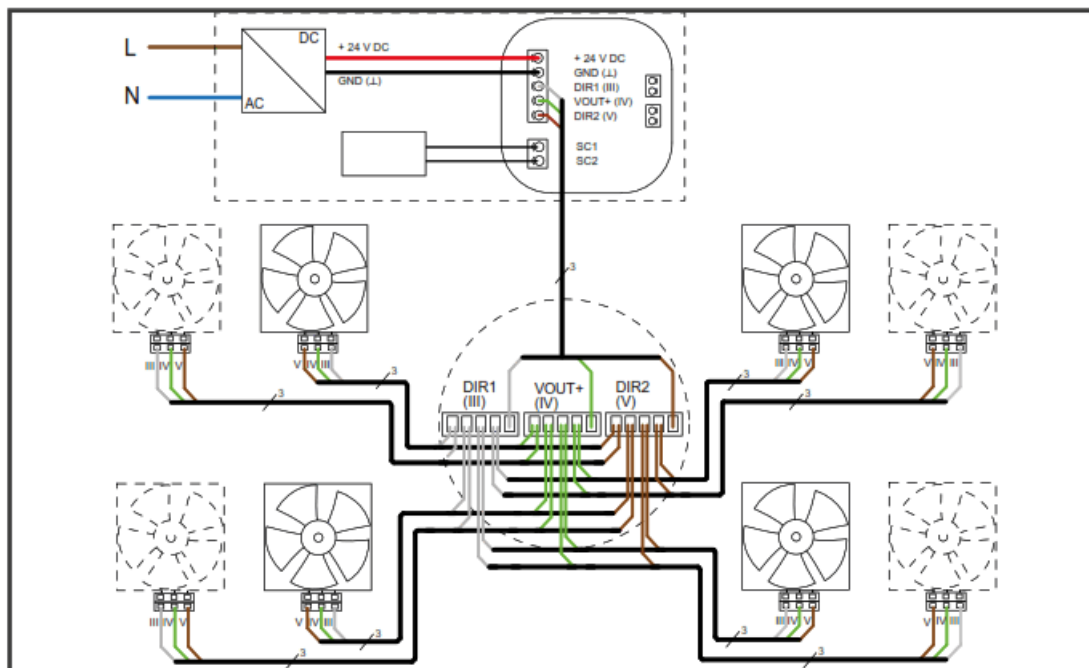 L
DC
+ 24 V DC
GND (⊥)
N
AC
+ 24 V DC
GND (⊥)
DIR1 (III)
VOUT+ (IV)
DIR2 (V)
SC1
SC2
3
III IV V
V IV III
V IV III
V IV III
3
3
3
3
DIR1
(III)
VOUT+
(IV)
DIR2
(V)
III IV V
V IV III
V IV III
V IV III
3
3
3
3